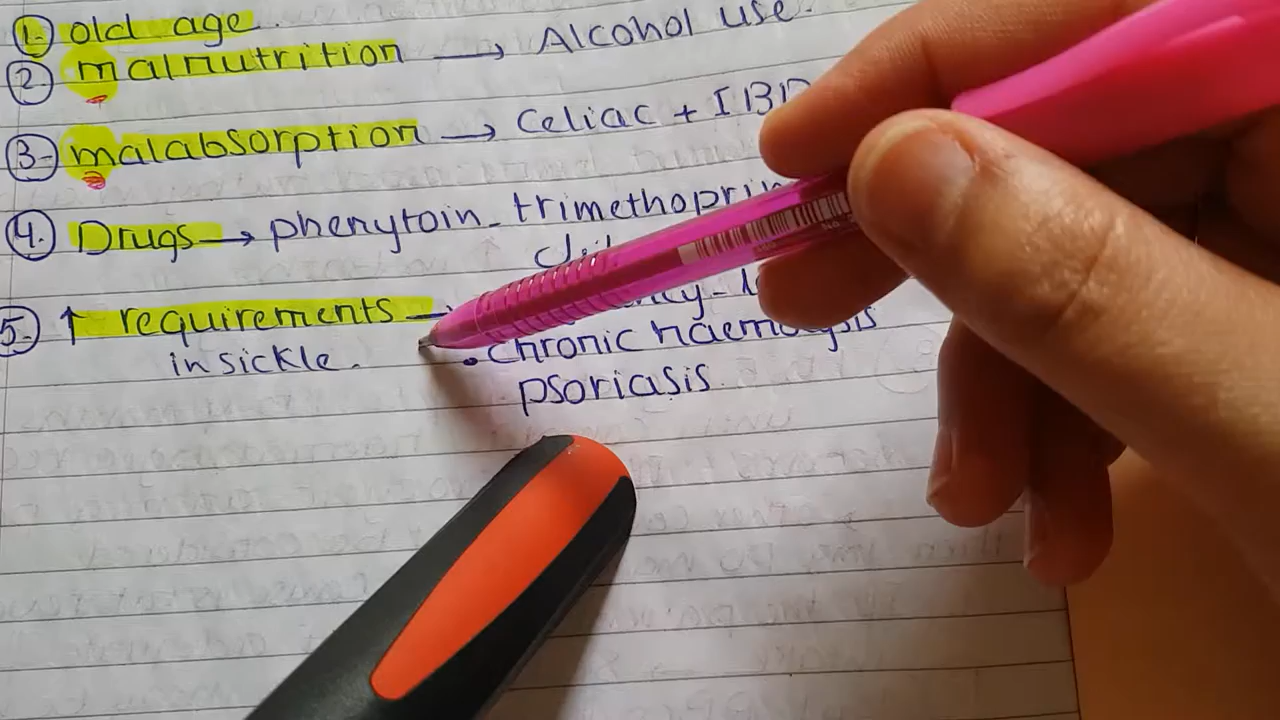 1. old age.
2. malnutrition → Alcohol use.
3- malabsorption → Celiac + IBD
4. Drugs → phenytoin - trimethoprim
5. ↑ requirements →
in sickle. • chronic haemolysis
psoriasis.